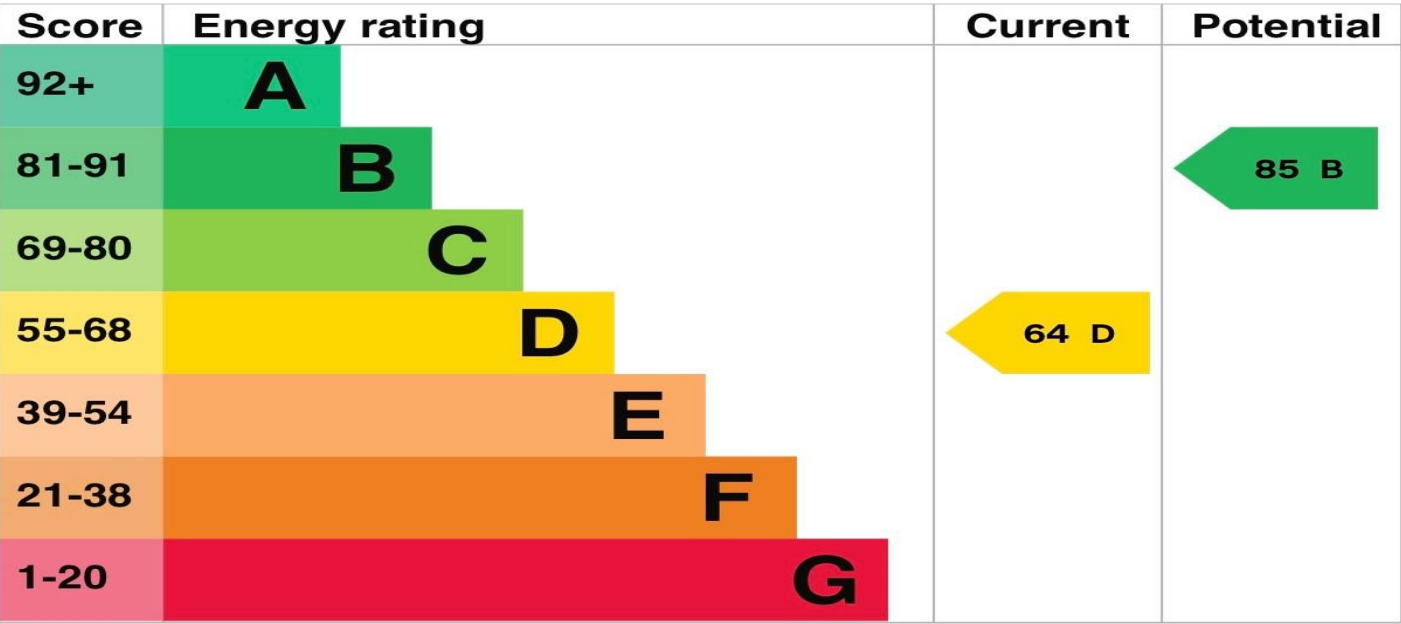 Score Energy rating Current Potential
92+ A
81-91 B 85 B
69-80 C
55-68 D 64 D
39-54 E
21-38 F
1-20 G